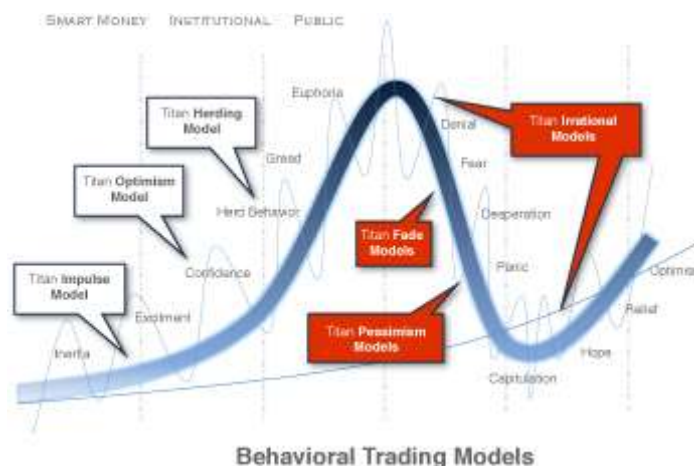 SMART MONEY INSTITUTIONAL PUBLIC
Euphoria
Titan Herding
Model
Titan Irrational
Models
Denial
Greed
Fear
Titan Optimism
Model
Herd Behavior
Desperation
Titan Fade
Models
Confidence
Panic
Titan Impulse
Model
Optimis
Excitment
Relief
Titan Pessimism
Models
Inertia
Hope
Capitulation
Behavioral Trading Models